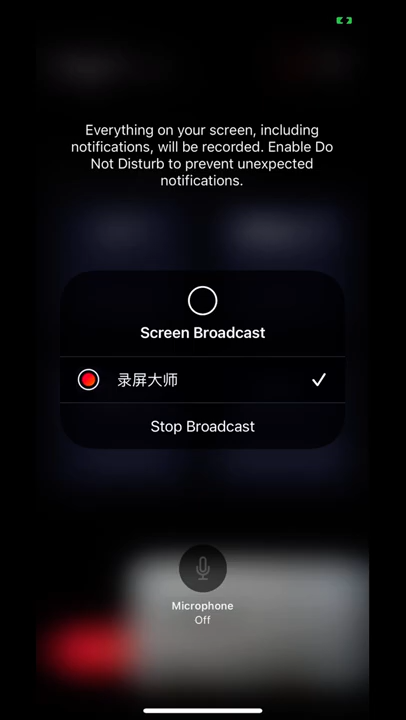 Everything on your screen, including
notifications, will be recorded. Enable Do
Not Disturb to prevent unexpected
notifications.
Screen Broadcast
录屏大师
Stop Broadcast
Microphone
Off